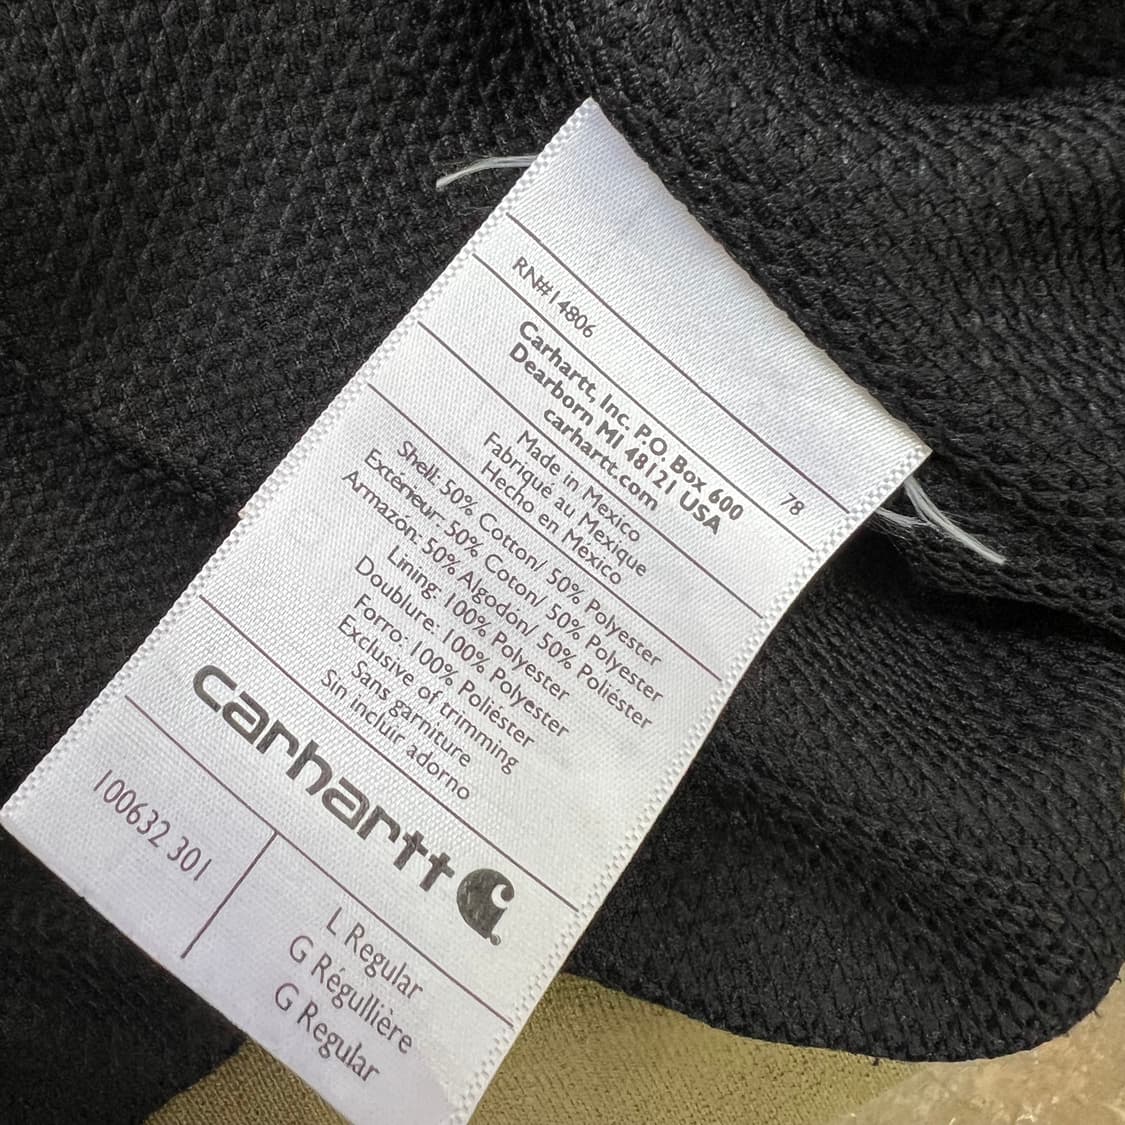 RN#14806 78
Carhartt, Inc. P.O. Box 600
Dearborn MI 48121 USA
carhartt.com
Made in Mexico
Fabriqué au Mexique
Hecho en México
Shell: 50% Cotton/ 50% Polyester
Extérieur: 50% Coton/ 50% Polyester
Armazón: 50% Algodón/ 50% Poliéster
Lining: 100% Polyester
Doublure: 100% Polyester
Forro: 100% Poliéster
Exclusive of trimming
Sans garniture
Sin incluir adorno
carhartt
100632 301
L Regular
G Régullière
G Regular